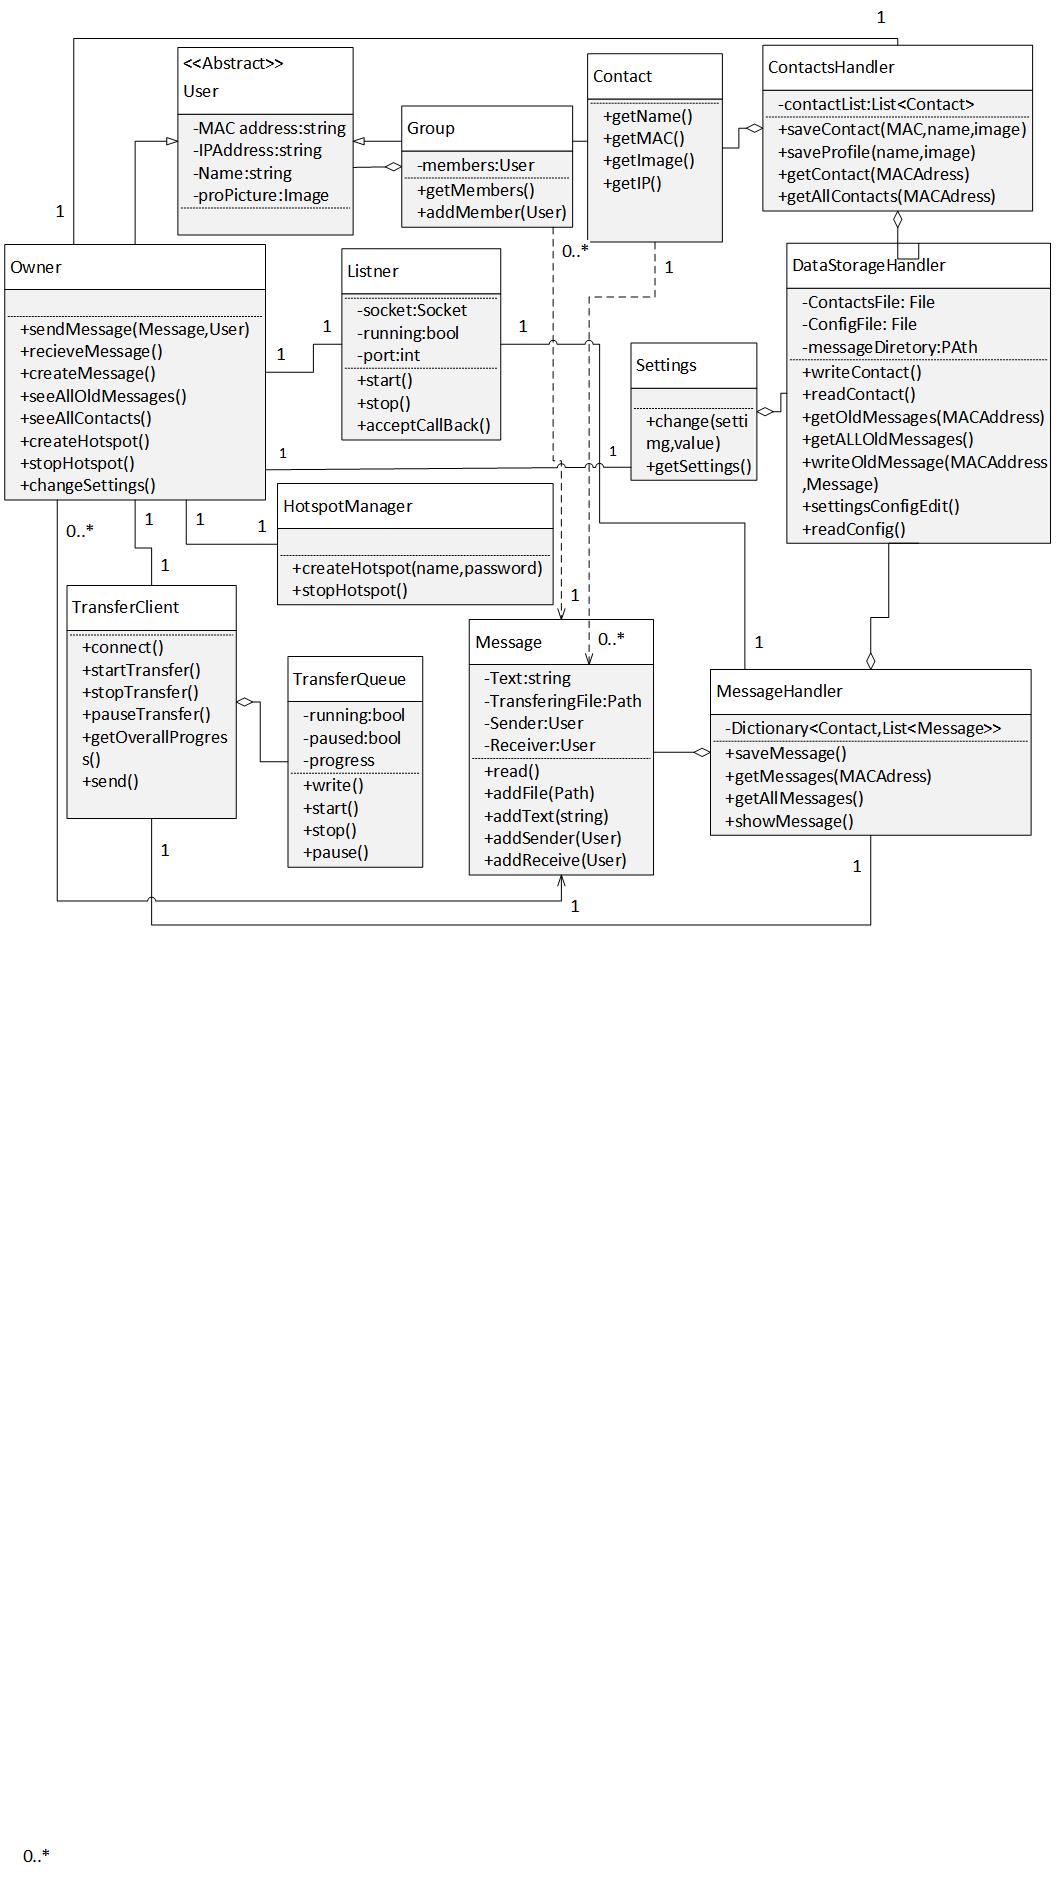 1
<<Abstract>>
User
-MAC address:string
-IPAddress:string
-Name:string
-proPicture:Image
Group
-members:User
+getMembers()
+addMember(User)
Contact
+getName()
+getMAC()
+getImage()
+getIP()
ContactsHandler
-contactList:List<Contact>
+saveContact(MAC,name,image)
+saveProfile(name,image)
+getContact(MACAdress)
+getAllContacts(MACAdress)
1
0..*
1
Owner
+sendMessage(Message,User)
+recieveMessage()
+createMessage()
+seeAllOldMessages()
+seeAllContacts()
+createHotspot()
+stopHotspot()
+changeSettings()
1
1
Listner
-socket:Socket
-running:bool
-port:int
+start()
+stop()
+acceptCallBack()
1
Settings
+change(setti
mg,value)
+getSettings()
DataStorageHandler
-ContactsFile: File
-ConfigFile: File
-messageDiretory:PAth
+writeContact()
+readContact()
+getOldMessages(MACAddress)
+getALLOldMessages()
+writeOldMessage(MACAddress
,Message)
+settingsConfigEdit()
+readConfig()
1
1
0..*
1
1
1
1
HotspotManager
+createHotspot(name,password)
+stopHotspot()
TransferClient
+connect()
+startTransfer()
+stopTransfer()
+pauseTransfer()
+getOverallProgres
s()
+send()
TransferQueue
-running:bool
-paused:bool
-progress
+write()
+start()
+stop()
+pause()
1
0..*
Message
-Text:string
-TransferingFile:Path
-Sender:User
-Receiver:User
+read()
+addFile(Path)
+addText(string)
+addSender(User)
+addReceive(User)
1
MessageHandler
-Dictionary<Contact,List<Message>>
+saveMessage()
+getMessages(MACAdress)
+getAllMessages()
+showMessage()
1
1
1
0..*